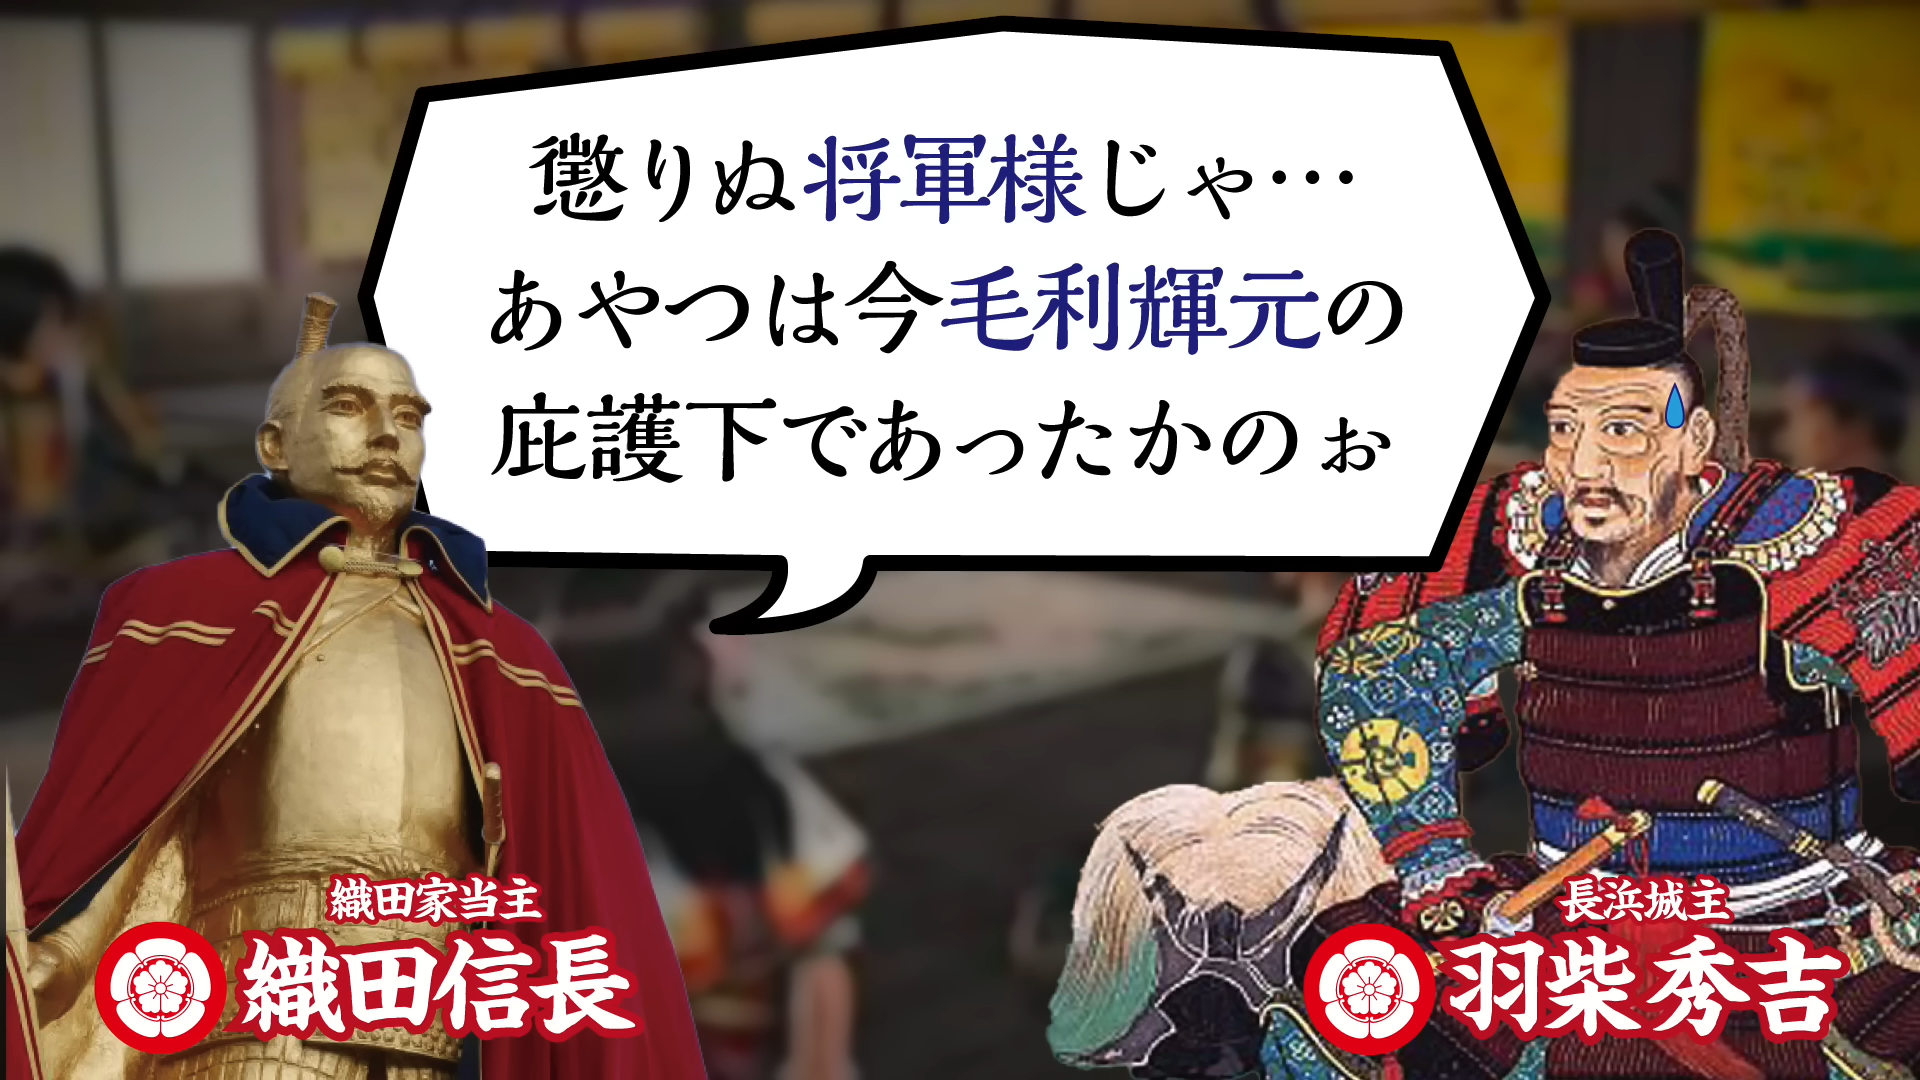 懲りぬ将軍様じゃ…
あやつは今毛利輝元の
庇護下であったかのぉ
織田家当主
織田信長
長浜城主
羽柴秀吉